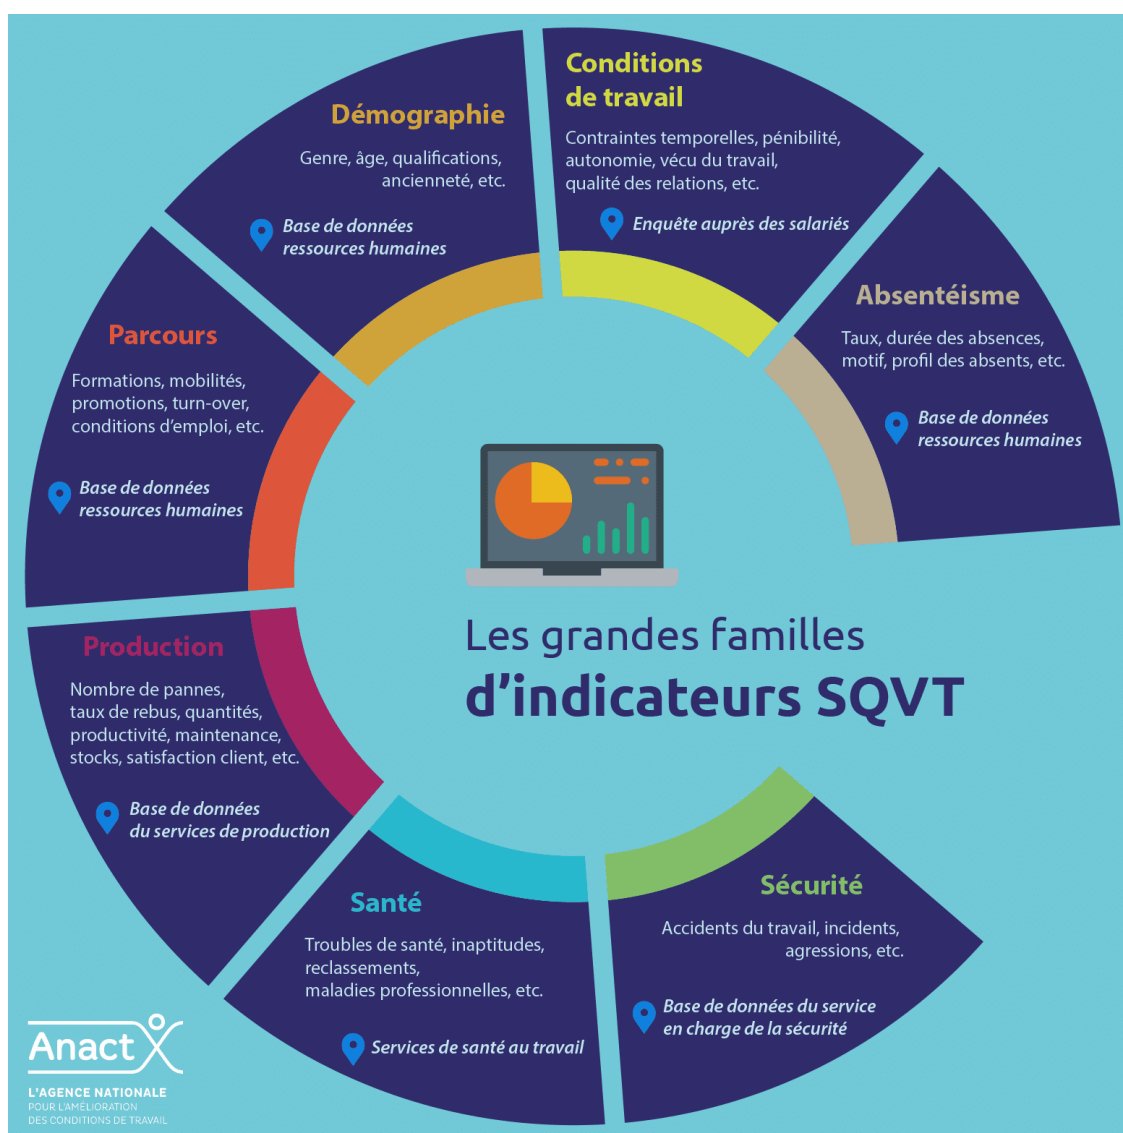 Conditions
de travail
Contraintes temporelles, pénibilité,
autonomie, vécu du travail,
qualité des relations, etc.
Enquête auprès des salariés
Démographie
Genre, âge, qualifications,
ancienneté, etc.
Base de données
ressources humaines
Absentéisme
Taux, durée des absences,
motif, profil des absents, etc.
Base de données
ressources humaines
Parcours
Formations, mobilités,
promotions, turn-over,
conditions d'emploi, etc.
Base de données
ressources humaines
Les grandes familles
d'indicateurs SQVT
Production
Nombre de pannes,
taux de rebus, quantités,
productivité, maintenance,
stocks, satisfaction client, etc.
Base de données
du services de production
Santé
Troubles de santé, inaptitudes,
reclassements,
maladies professionnelles, etc.
Services de santé au travail
Sécurité
Accidents du travail, incidents,
agressions, etc.
Base de données du service
en charge de la sécurité
Anact
L'AGENCE NATIONALE
POUR L'AMÉLIORATION
DES CONDITIONS DE TRAVAIL